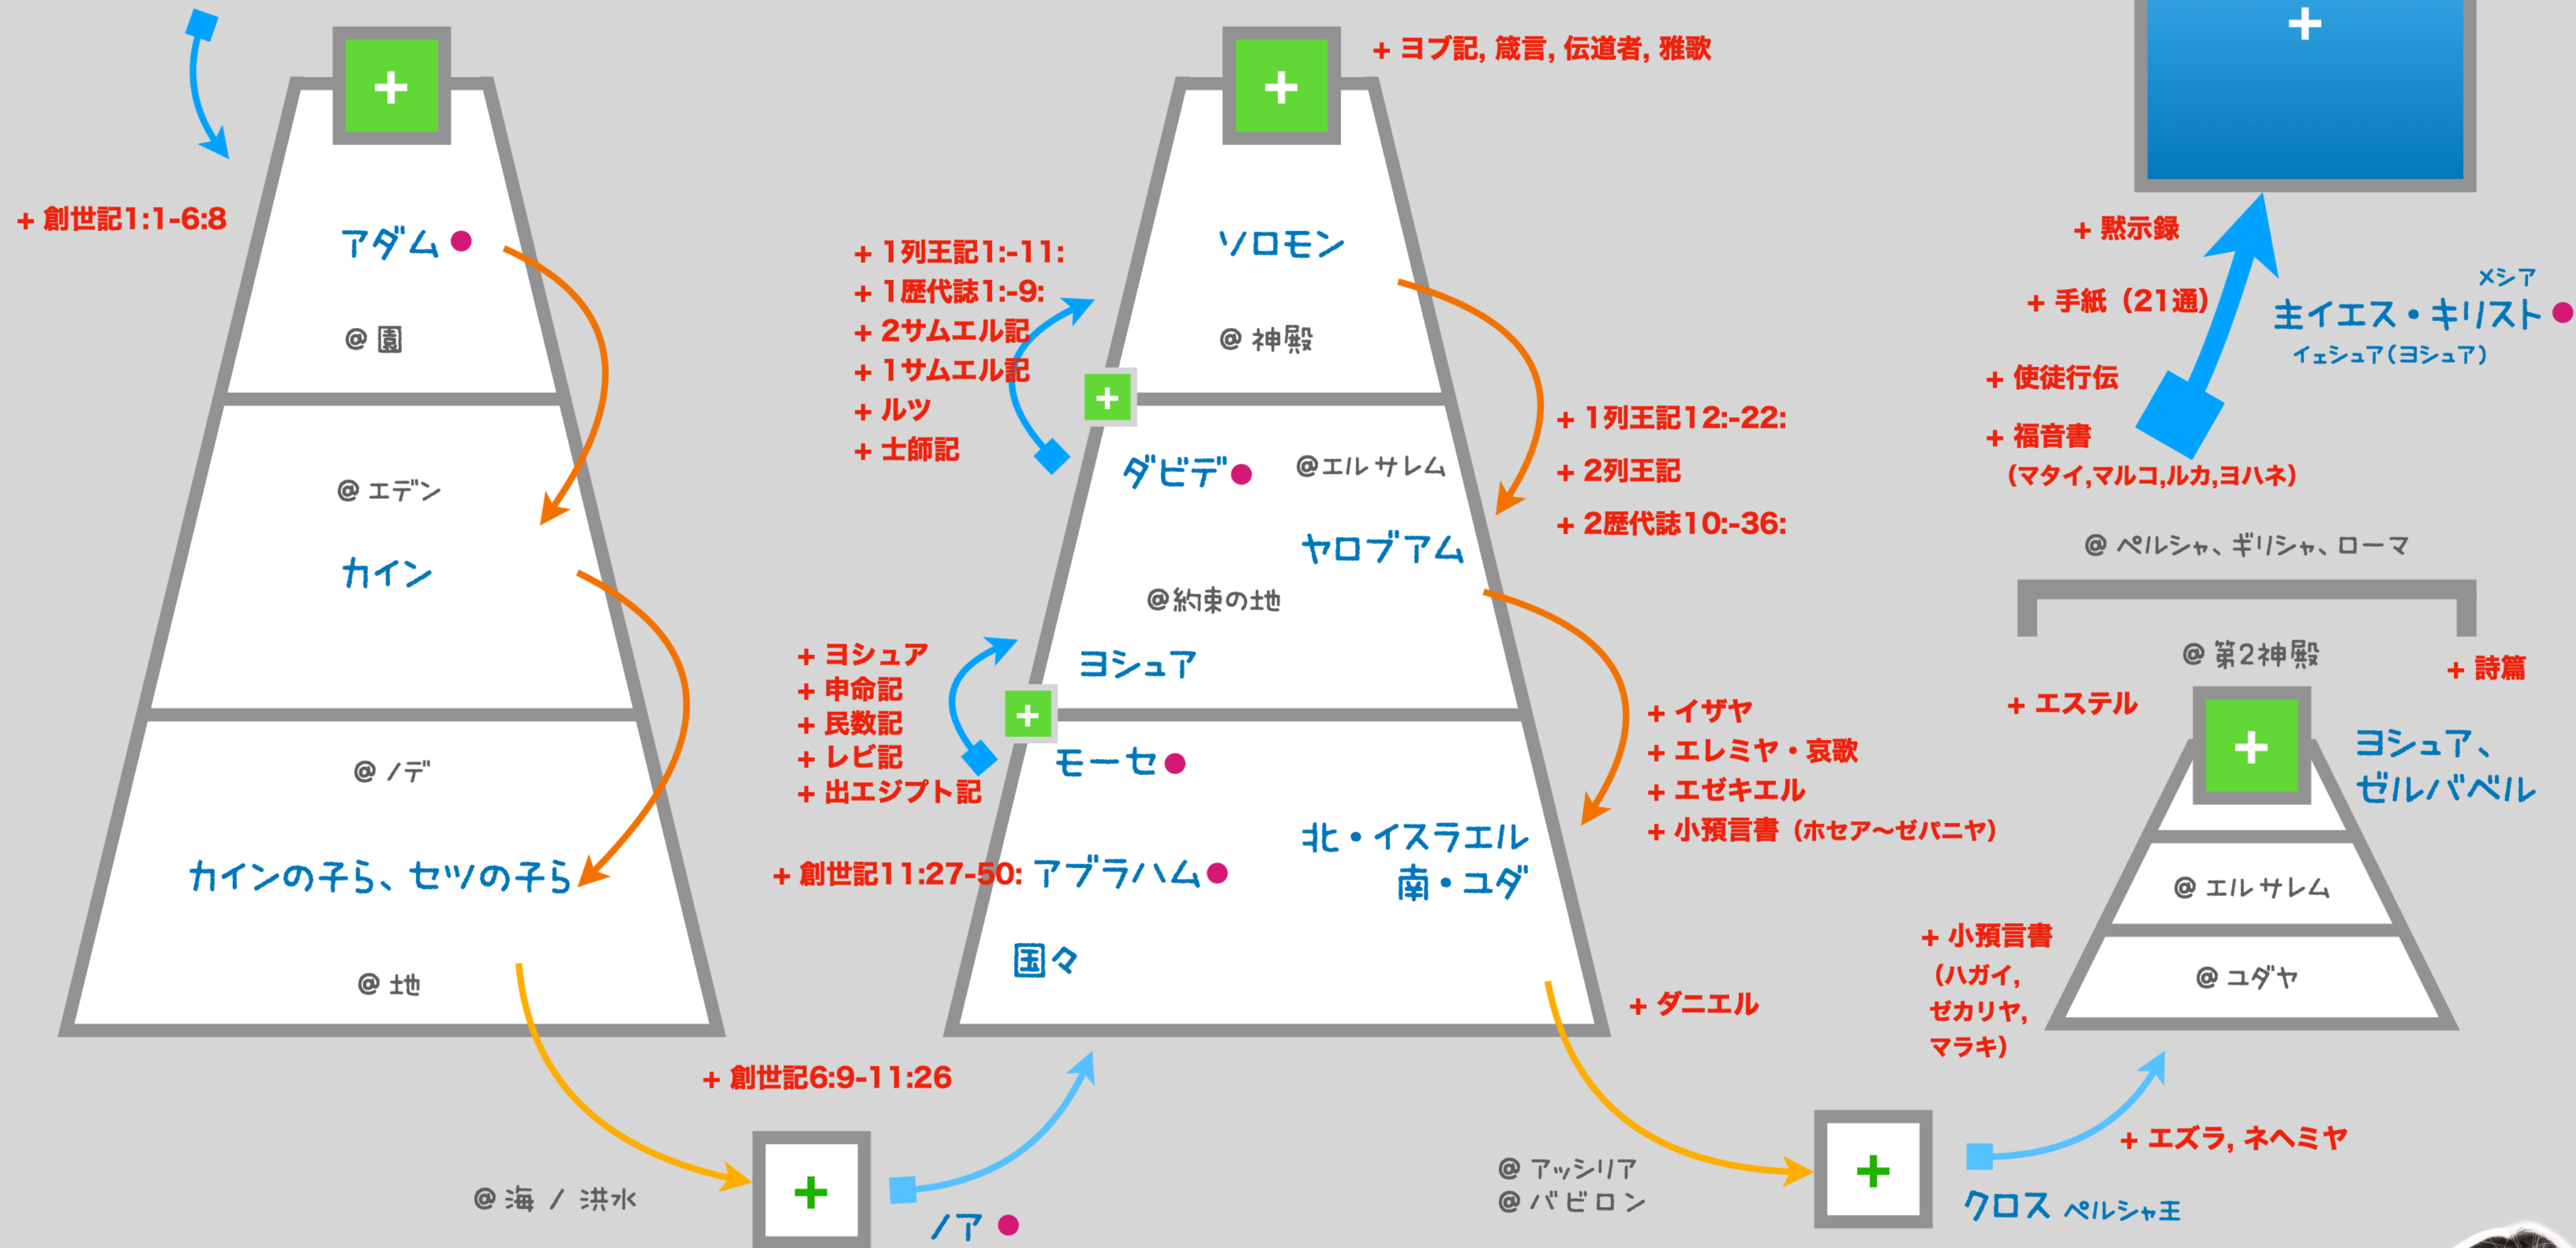 + 創世記1:1-6:8
アダム
@ 園
@ エデン
カイン
@ ノデ
カインの子ら、セツの子ら
@ 地
@ 海 / 洪水
+ 創世記6:9-11:26
ノア
+ ヨブ記, 箴言, 伝道者, 雅歌
ソロモン
@ 神殿
+ 1列王記1:-11:
+ 1歴代誌1:-9:
+ 2サムエル記
+ 1サムエル記
+ ルツ
+ 士師記
ダビデ
@エルサレム
ヤロブアム
@約束の地
ヨシュア
+ 1列王記12:-22:
+ 2列王記
+ 2歴代誌10:-36:
+ ヨシュア
+申命記
+ 民数記
+ レビ記
+ 出エジプト記
モーセ
+ 創世記11:27-50:
アブラハム
国々
北・イスラエル
南・ユダ
+ イザヤ
+ エレミヤ・哀歌
+ エゼキエル
+ 小預言書（ホセア〜ゼパニヤ）
+ ダニエル
@ アッシリア
@ バビロン
クロス ペルシャ王
+ エズラ, ネヘミヤ
+ 黙示録
+ 手紙（21通）
+ 使徒行伝
+ 福音書
（マタイ,マルコ,ルカ,ヨハネ）
メシア
主イエス・キリスト
イェシュア（ヨシュア）
@ ペルシャ、ギリシャ、ローマ
@ 第2神殿
+ 詩篇
+ エステル
ヨシュア、
ゼルバベル
@ エルサレム
@ ユダヤ
+ 小預言書
（ハガイ,
ゼカリヤ,
マラキ）